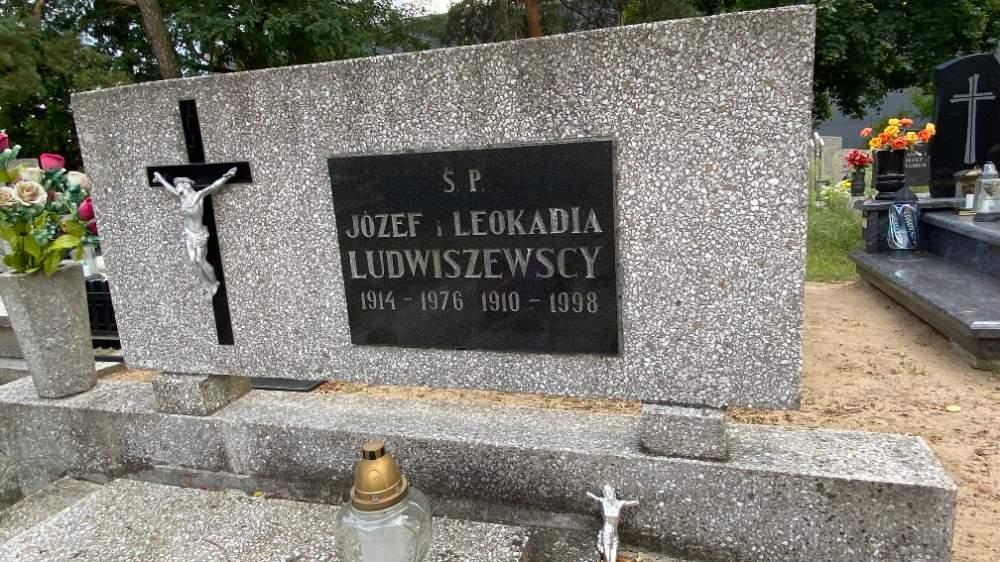 Ś. P.
JÓZEF i LEOKADIA
LUDWISZEWSCY
1914 - 1976 1910 - 1998